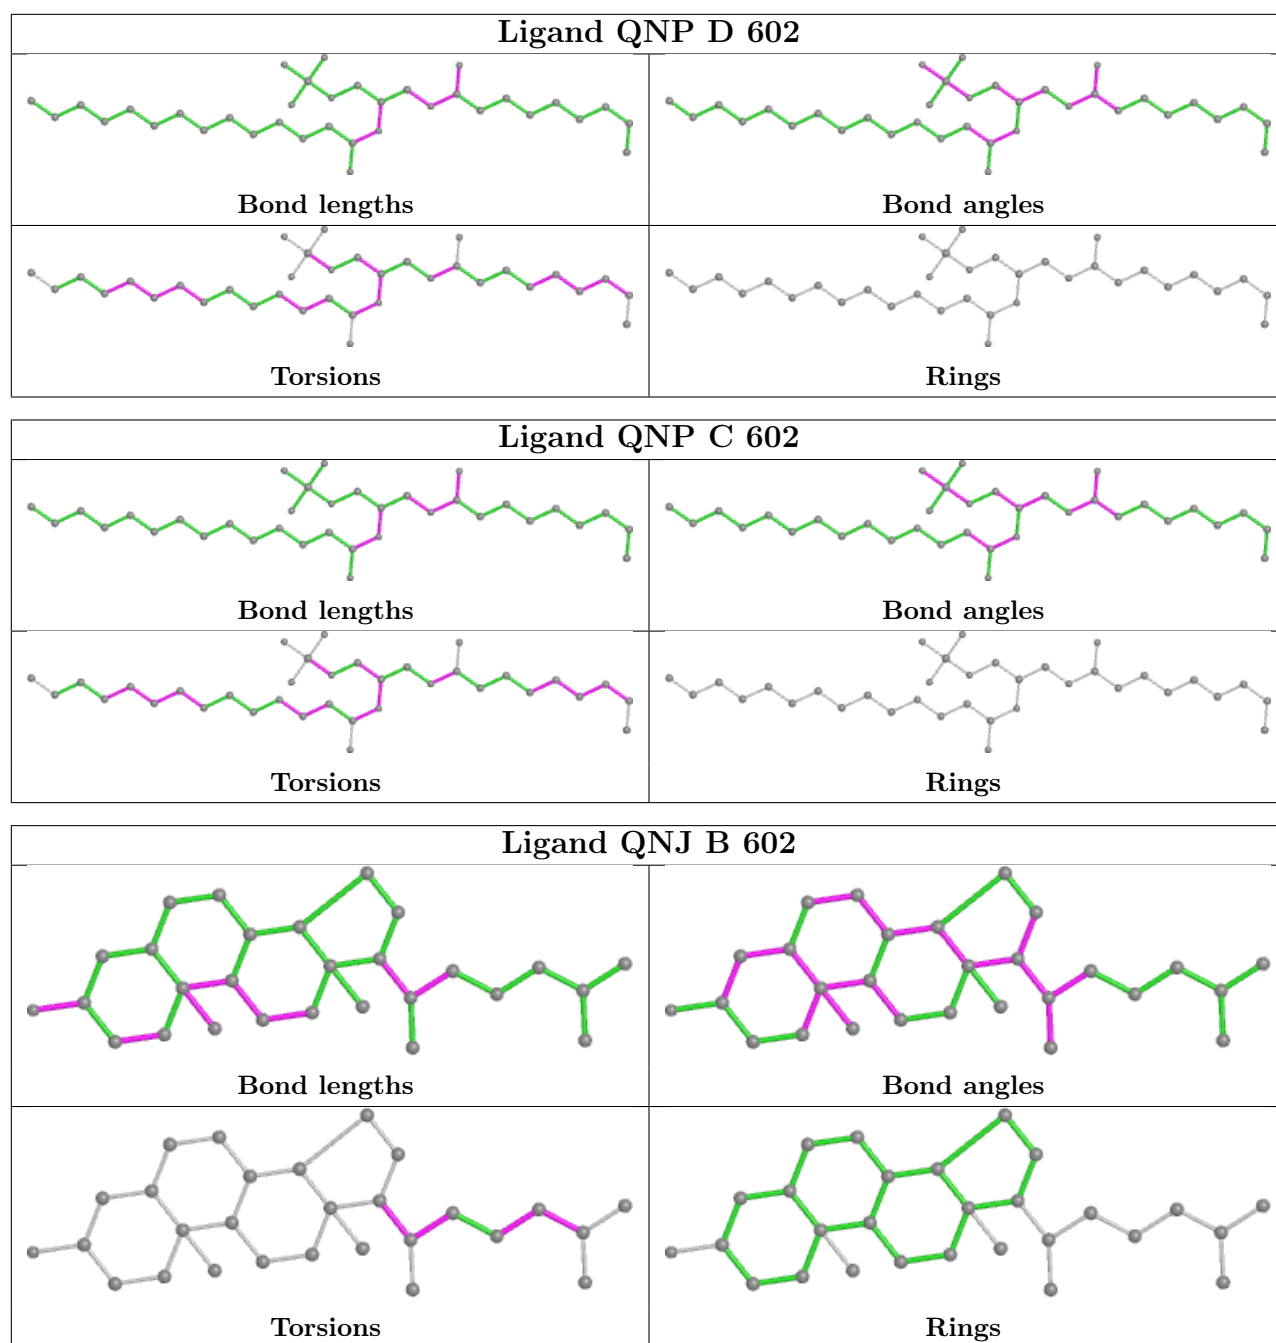 Ligand QNP D 602
Bond lengths
Bond angles
Torsions
Rings
Ligand QNP C 602
Bond lengths
Bond angles
Torsions
Rings
Ligand QNJ B 602
Bond lengths
Bond angles
Torsions
Rings